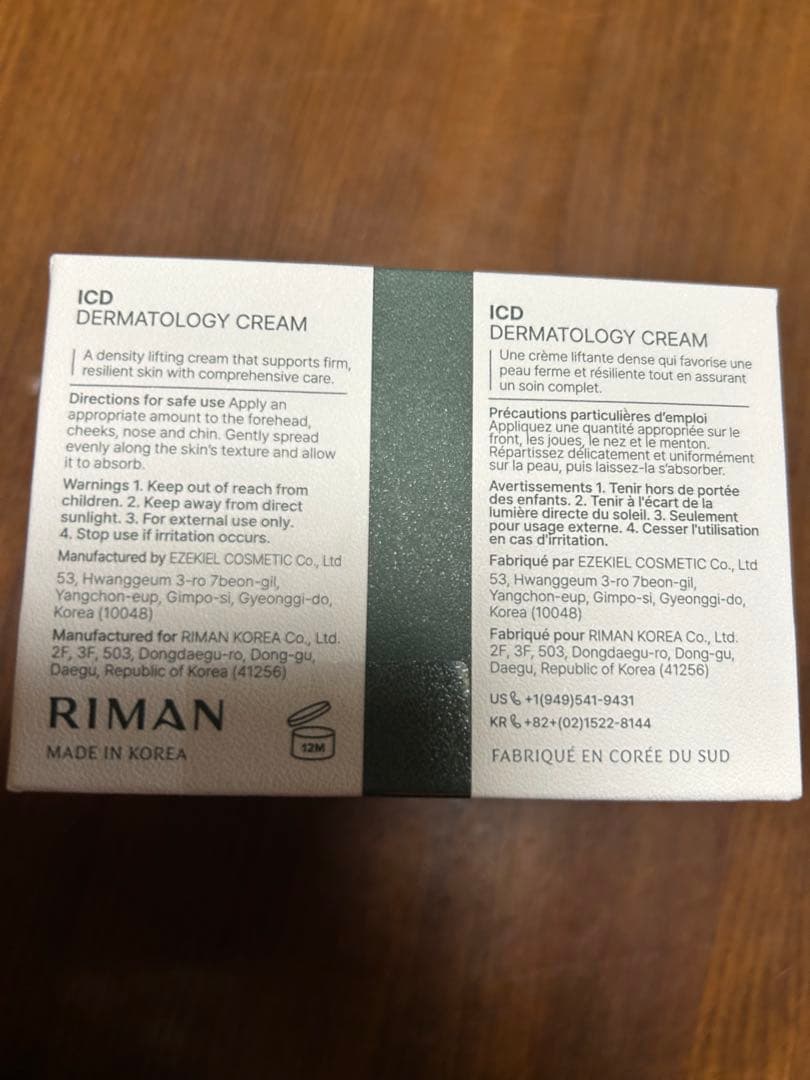 ICD
DERMATOLOGY CREAM
A density lifting cream that supports firm,
resilient skin with comprehensive care.
Directions for safe use Apply an
appropriate amount to the forehead,
cheeks, nose and chin. Gently spread
evenly along the skin's texture and allow
it to absorb.
Warnings 1. Keep out of reach from
children. 2. Keep away from direct
sunlight. 3. For external use only.
4. Stop use if irritation occurs.
Manufactured by EZEKIEL COSMETIC Co., Ltd
53, Hwanggeum 3-ro 7beon-gil,
Yangchon-eup, Gimpo-si, Gyeonggi-do,
Korea (10048)
Manufactured for RIMAN KOREA Co., Ltd.
2F, 3F, 503, Dongdaegu-ro, Dong-gu,
Daegu, Republic of Korea (41256)
RIMAN
MADE IN KOREA
12M
ICD
DERMATOLOGY CREAM
Une crème liftante dense qui favorise une
peau ferme et résiliente tout en assurant
un soin complet.
Précautions particulières d'emploi
Appliquez une quantité appropriée sur le
front, les joues, le nez et le menton.
Répartissez délicatement et uniformément
sur la peau, puis laissez-la s'absorber.
Avertissements 1. Tenir hors de portée
des enfants. 2. Tenir à l'écart de la
lumière directe du soleil. 3. Seulement
pour usage externe. 4. Cesser l'utilisation
en cas d'irritation.
Fabriqué par EZEKIEL COSMETIC Co., Ltd
53, Hwanggeum 3-ro 7beon-gil,
Yangchon-eup, Gimpo-si, Gyeonggi-do,
Korea (10048)
Fabriqué pour RIMAN KOREA Co., Ltd.
2F, 3F, 503, Dongdaegu-ro, Dong-gu,
Daegu, Republic of Korea (41256)
US +1(949)541-9431
KR +82+(02)1522-8144
FABRIQUÉ EN CORÉE DU SUD